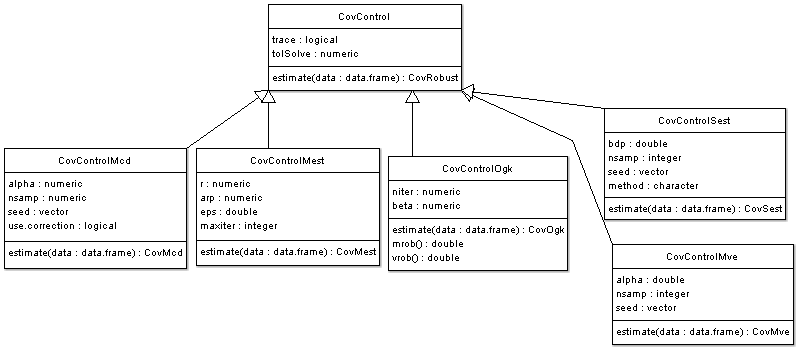 CovControl
trace : logical
tolSolve : numeric
estimate(data : data.frame) : CovRobust
CovControlMcd
alpha : numeric
nsamp : numeric
seed : vector
use.correction : logical
estimate(data : data.frame) : CovMcd
CovControlMest
r : numeric
arp : numeric
eps : double
maxiter : integer
estimate(data : data.frame) : CovMest
CovControlOgk
niter : numeric
beta : numeric
estimate(data : data.frame) : CovOgk
mrob() : double
vrob() : double
CovControlSest
bdp : double
nsamp : integer
seed : vector
method : character
estimate(data : data.frame) : CovSest
CovControlMve
alpha : double
nsamp : integer
seed : vector
estimate(data : data.frame) : CovMve